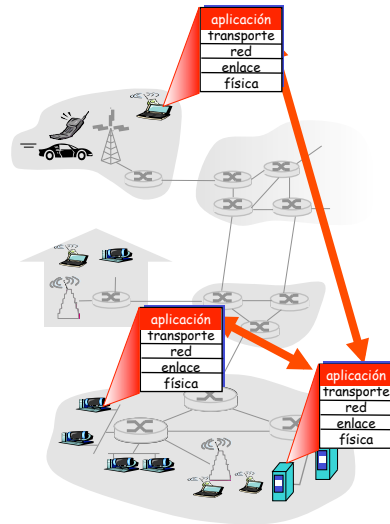 aplicación
transporte
red
enlace
física
aplicación
transporte
red
enlace
física
aplicación
transporte
red
enlace
física